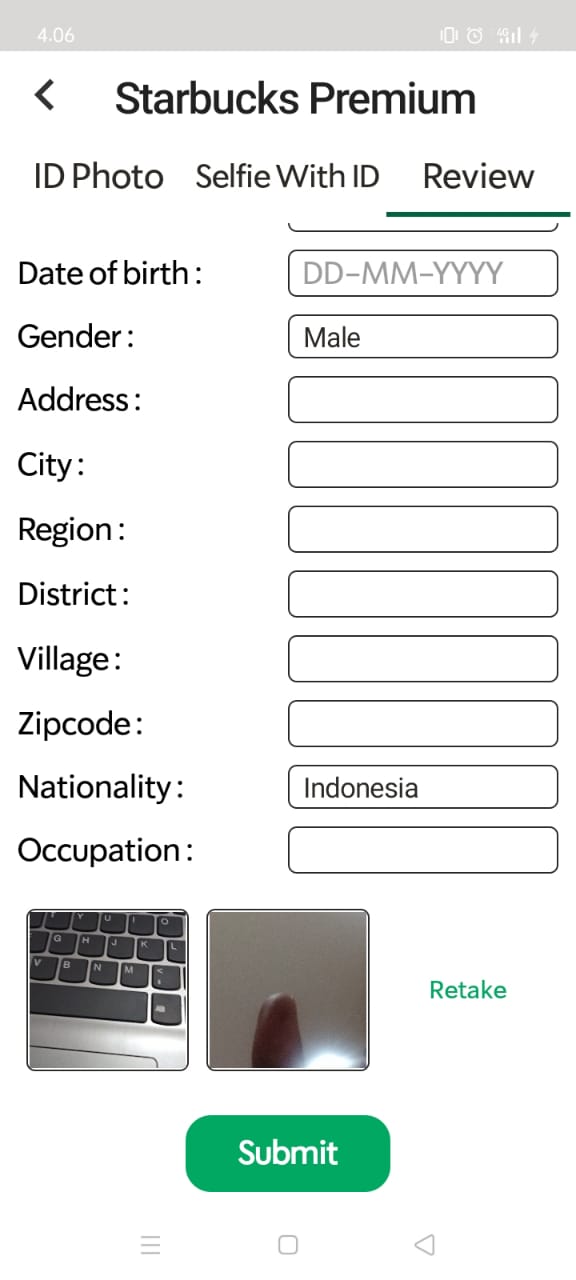 4.06 4G
Starbucks Premium
ID Photo Selfie With ID Review
Date of birth : DD-MM-YYYY
Gender : Male
Address :
City :
Region :
District :
Village :
Zipcode :
Nationality : Indonesia
Occupation :
Y U I O
G H J K L
V B N M <
Retake
Submit